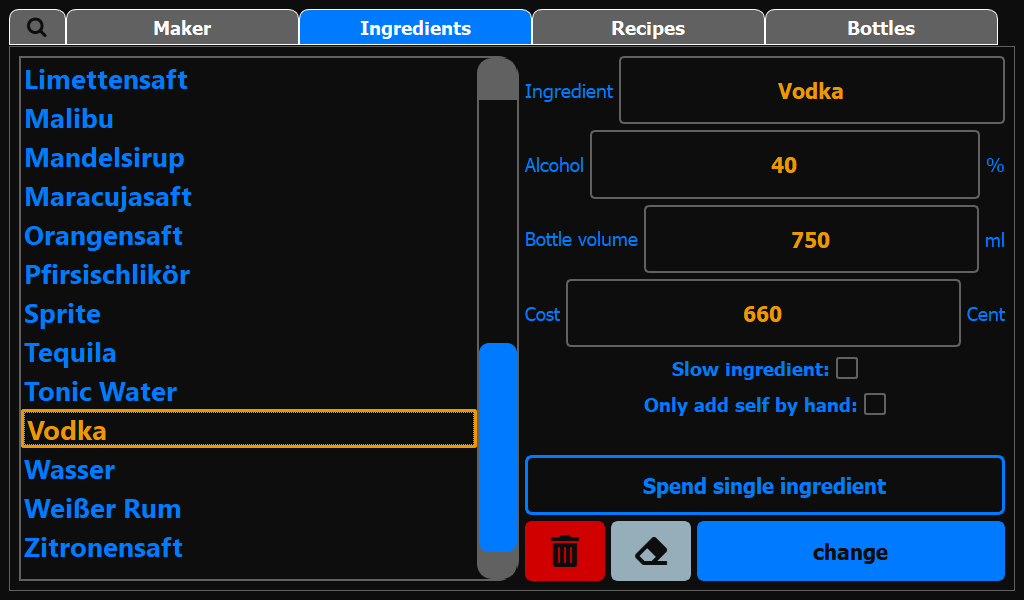 Maker
Ingredients
Recipes
Bottles
Limettensaft
Malibu
Mandelsirup
Maracujasaft
Orangensaft
Pfirsischlikör
Sprite
Tequila
Tonic Water
Vodka
Wasser
Weißer Rum
Zitronensaft
Ingredient Vodka
Alcohol 40 %
Bottle volume 750 ml
Cost 660 Cent
Slow ingredient:
Only add self by hand:
Spend single ingredient
change